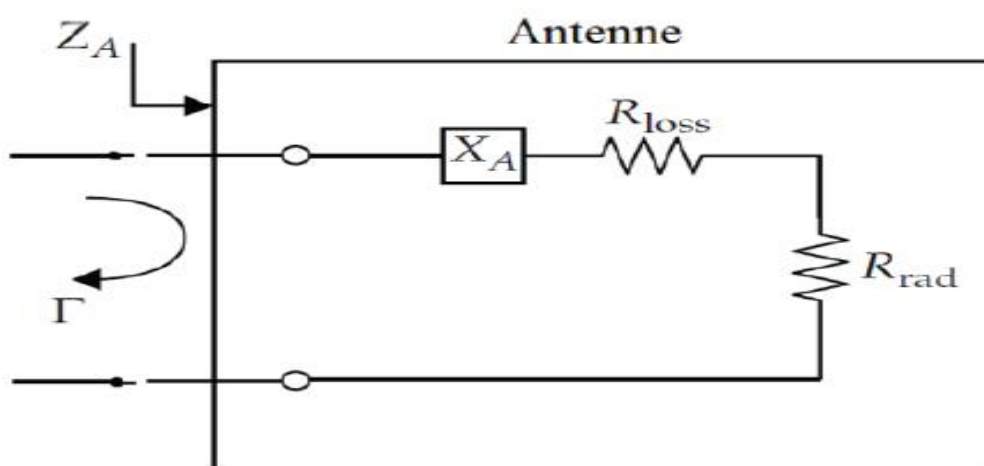 Antenne
Z_A
R_loss
X_A
R_rad
Γ